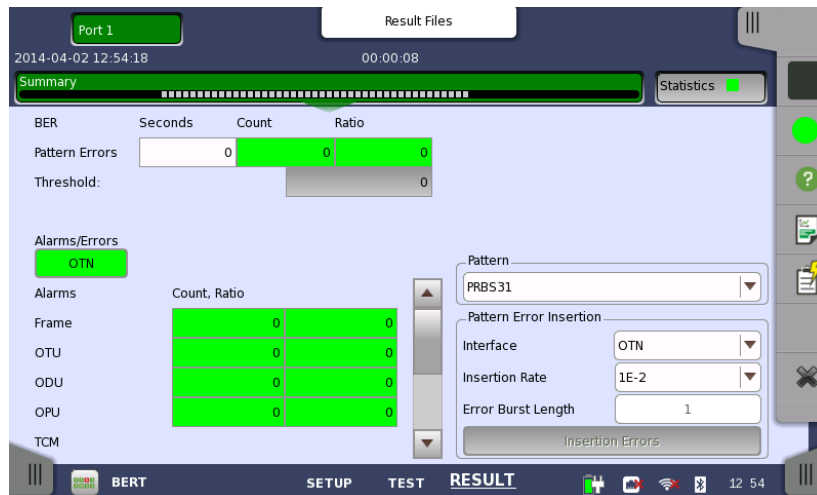 Port 1
Result Files
2014-04-02 12:54:18 00:00:08
Summary
Statistics
BER Seconds Count Ratio
Pattern Errors 0 0 0
Threshold: 0
Alarms/Errors
OTN
Alarms Count, Ratio
Frame 0 0
OTU 0 0
ODU 0 0
OPU 0 0
TCM
Pattern
PRBS31
Pattern Error Insertion
Interface OTN
Insertion Rate 1E-2
Error Burst Length 1
Insertion Errors
BERT SETUP TEST RESULT 12 54